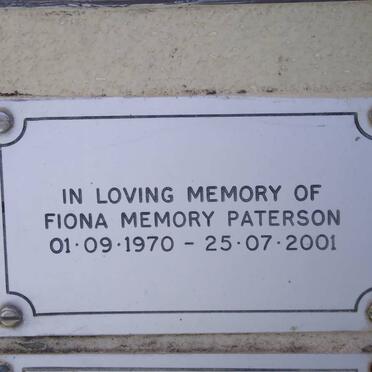 IN LOVING MEMORY OF
FIONA MEMORY PATERSON
01·09·1970 – 25·07·2001